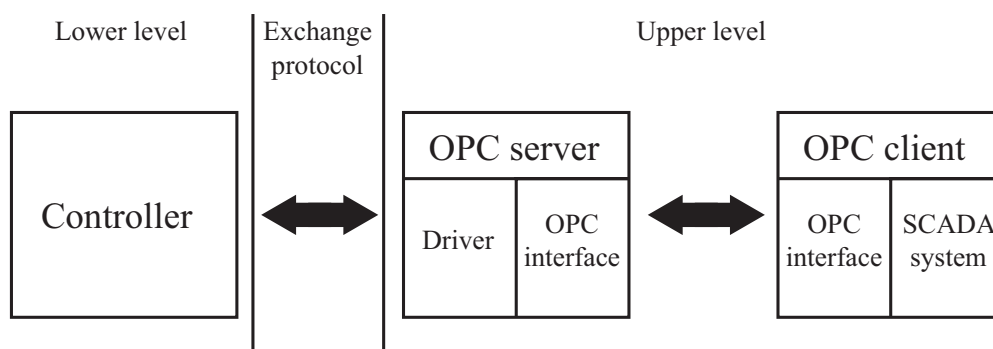 Lower level
Exchange
protocol
Upper level
Controller
OPC server
Driver
OPC
interface
OPC client
OPC
interface
SCADA
system